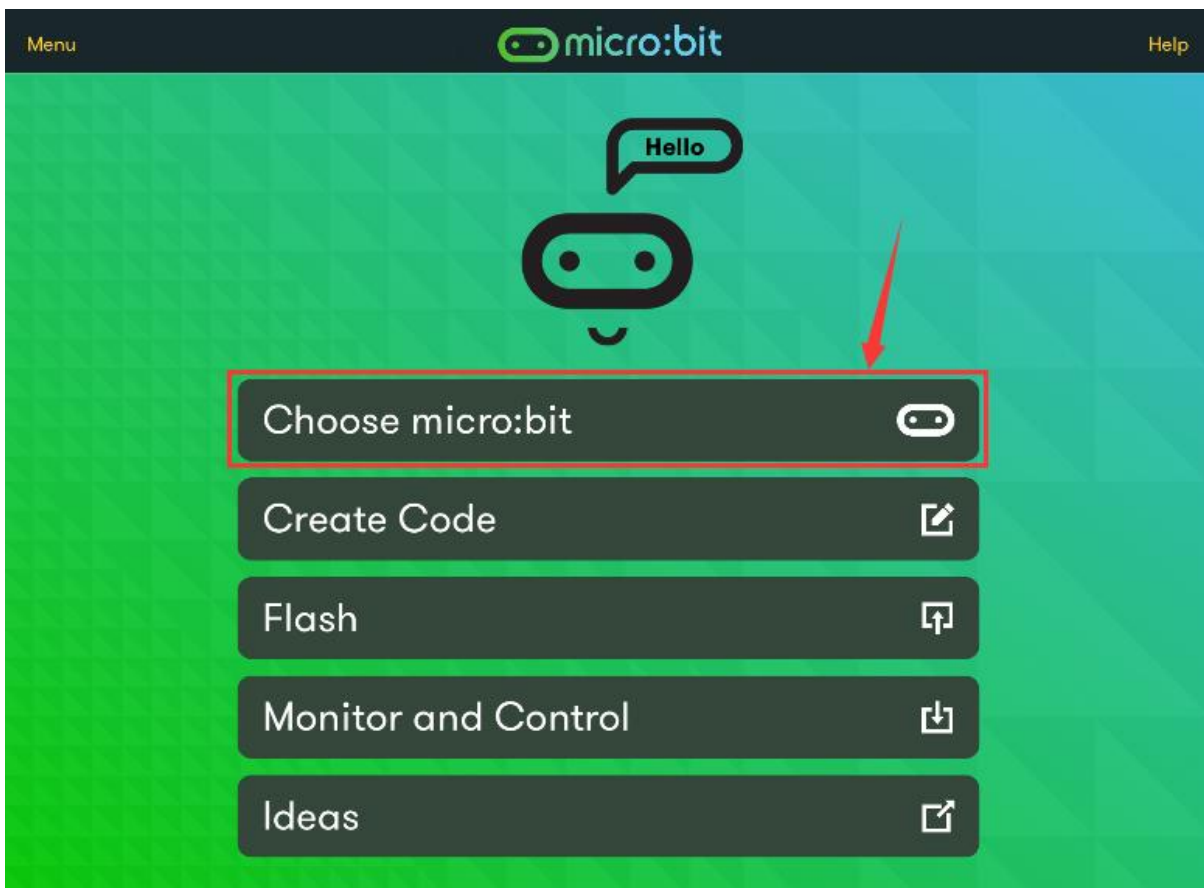 Menu
micro:bit
Help
Hello
Choose micro:bit
Create Code
Flash
Monitor and Control
Ideas